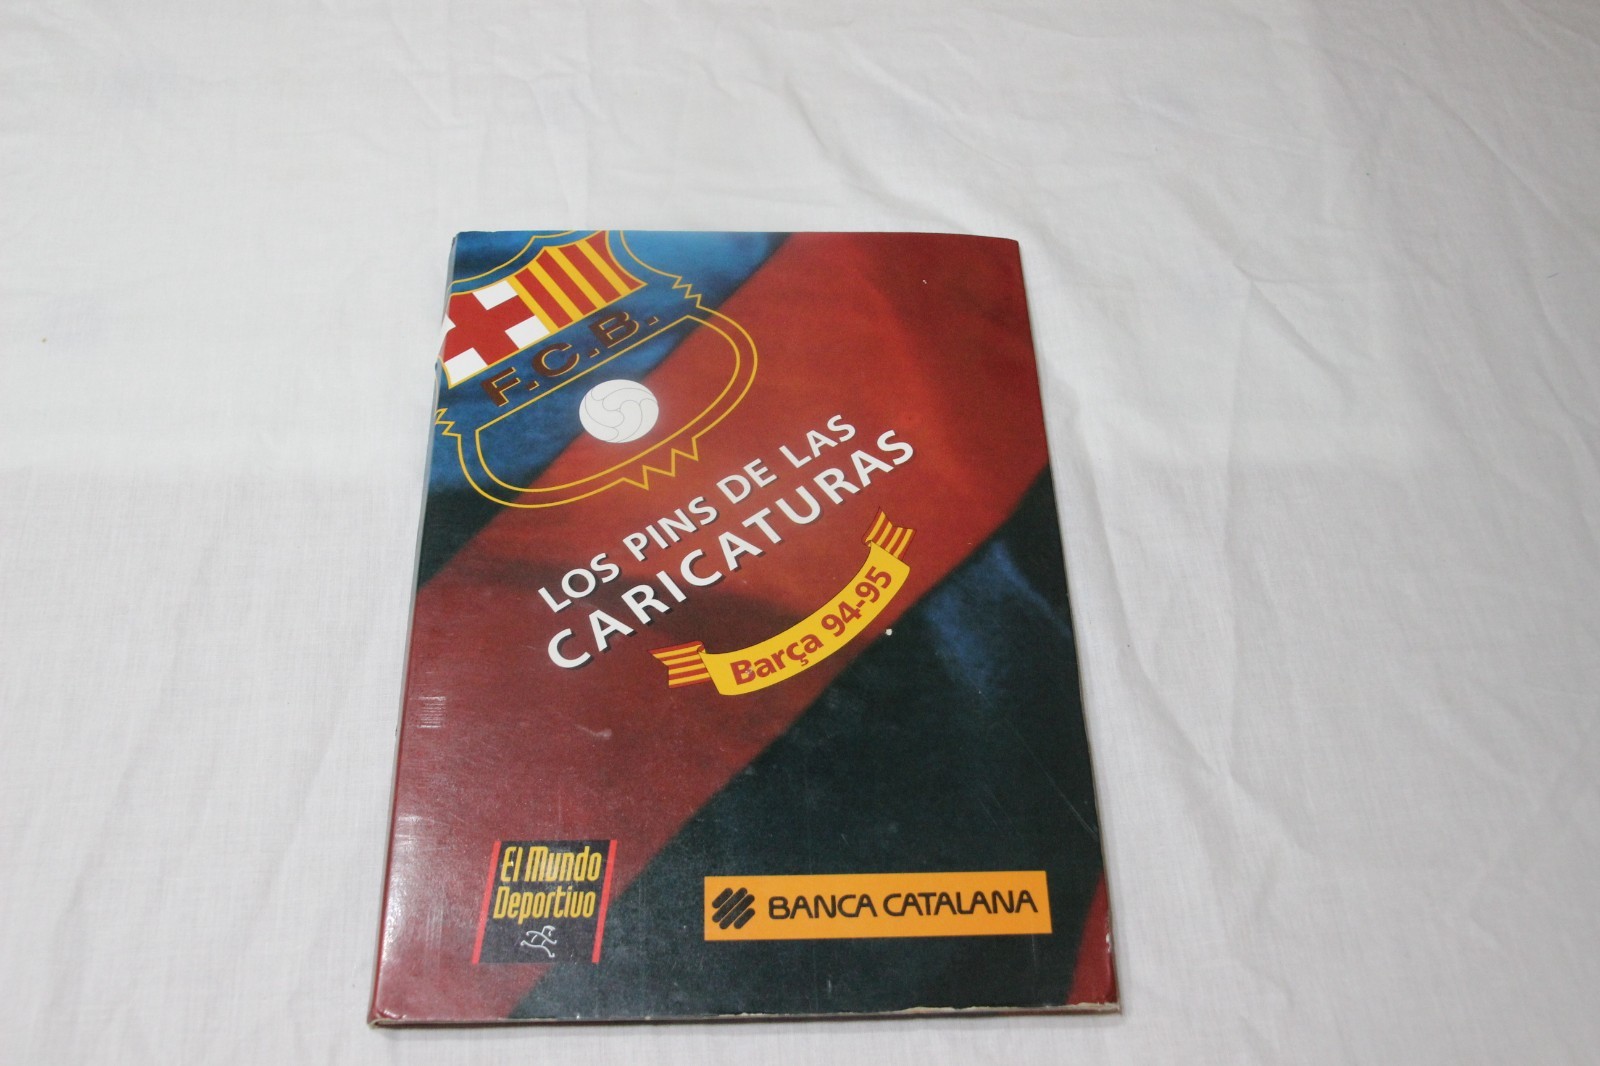 F.C.B.
LOS PINS DE LAS
CARICATURAS
Barça 94-95
El Mundo
Deportivo
BANCA CATALANA